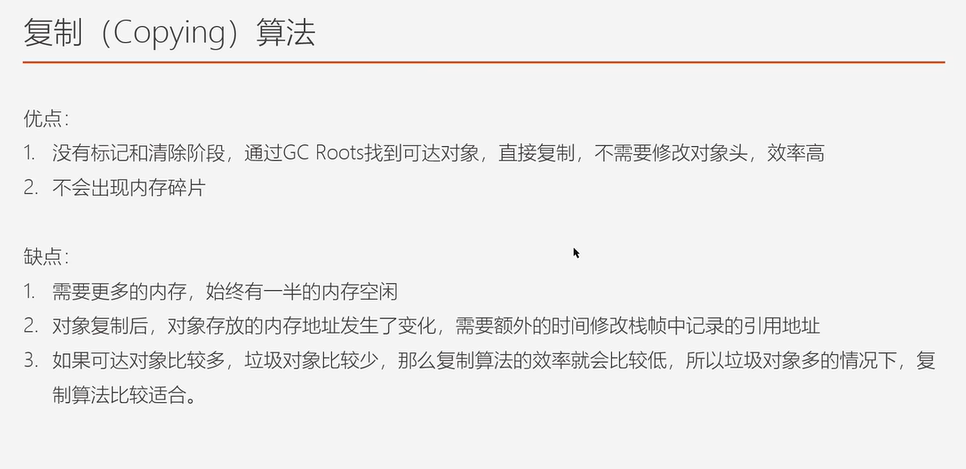 复制（Copying）算法
优点：
1. 没有标记和清除阶段，通过GC Roots找到可达对象，直接复制，不需要修改对象头，效率高
2. 不会出现内存碎片
缺点：
1. 需要更多的内存，始终有一半的内存空闲
2. 对象复制后，对象存放的内存地址发生了变化，需要额外的时间修改栈帧中记录的引用地址
3. 如果可达对象比较多，垃圾对象比较少，那么复制算法的效率就会比较低，所以垃圾对象多的情况下，复
制算法比较适合。